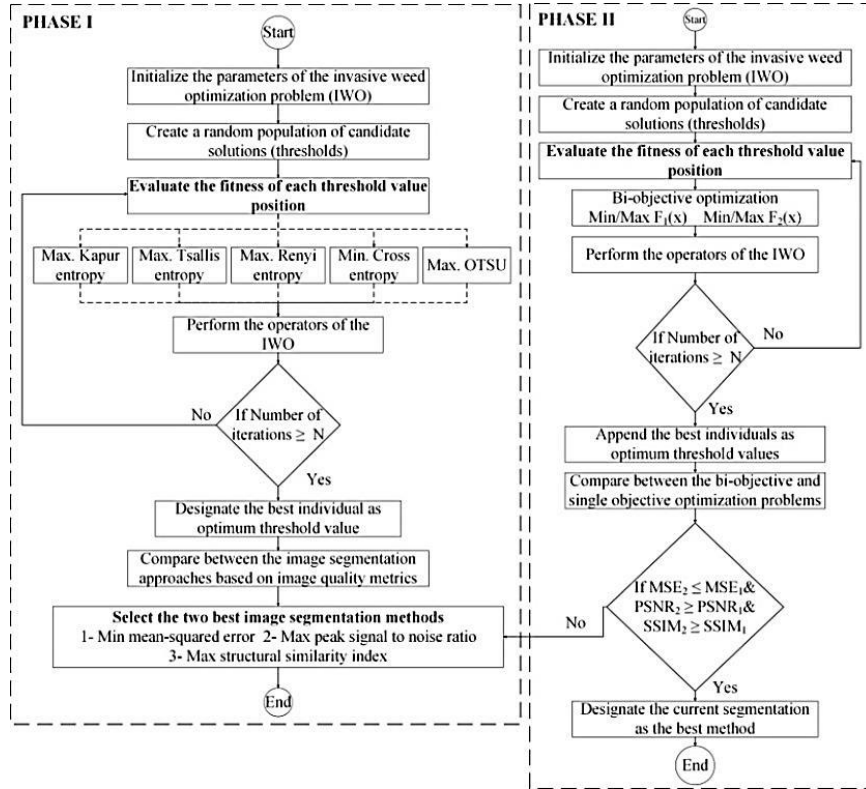 PHASE I
Start
Initialize the parameters of the invasive weed
optimization problem (IWO)
Create a random population of candidate
solutions (thresholds)
Evaluate the fitness of each threshold value
position
Max. Kapur
entropy
Max. Tsallis
entropy
Max. Renyi
entropy
Min. Cross
entropy
Max. OTSU
Perform the operators of the
IWO
If Number of
iterations ≥ N
No
Yes
Designate the best individual as
optimum threshold value
Compare between the image segmentation
approaches based on image quality metrics
Select the two best image segmentation methods
1- Min mean-squared error 2- Max peak signal to noise ratio
3- Max structural similarity index
End
PHASE II
Start
Initialize the parameters of the invasive weed
optimization problem (IWO)
Create a random population of candidate
solutions (thresholds)
Evaluate the fitness of each threshold value
position
Bi-objective optimization
Min/Max F₁(x) Min/Max F₂(x)
Perform the operators of the IWO
If Number of
iterations ≥ N
No
Yes
Append the best individuals as
optimum threshold values
Compare between the bi-objective and
single objective optimization problems
If MSE₂ ≤ MSE₁&
PSNR₂ ≥ PSNR₁&
SSIM₂ ≥ SSIM₁
No
Yes
Designate the current segmentation
as the best method
End